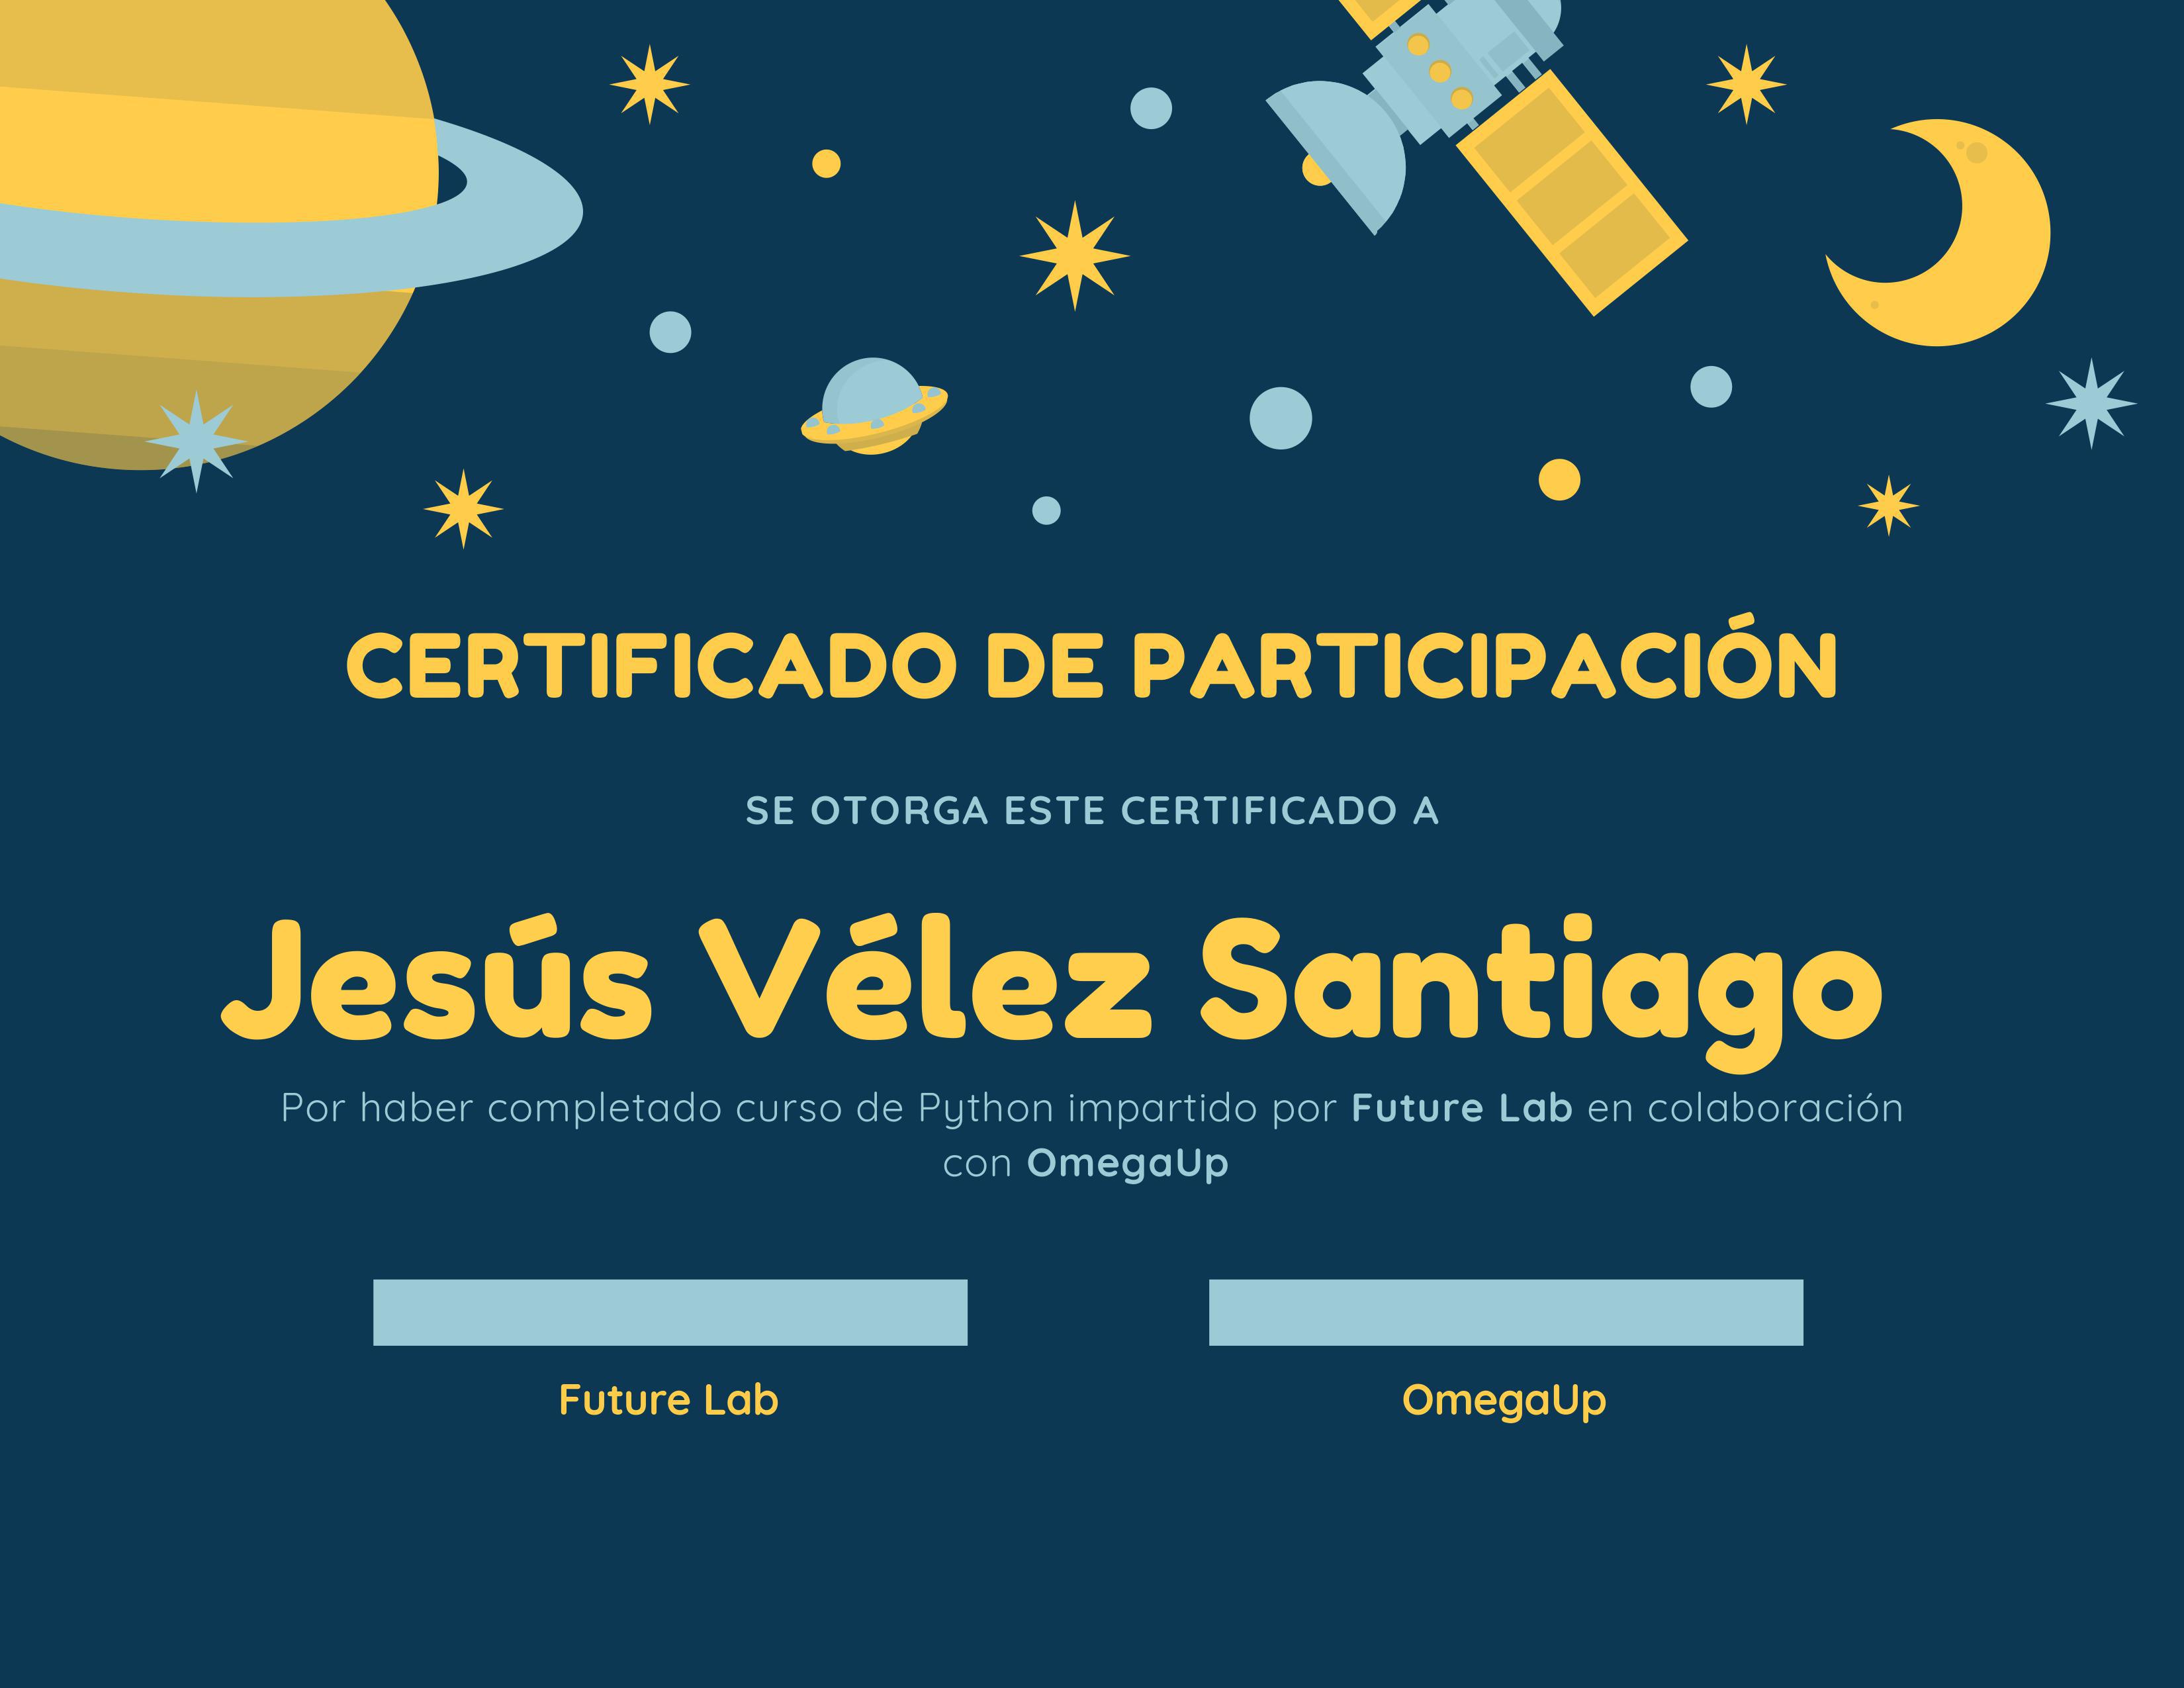 CERTIFICADO DE PARTICIPACIÓN
SE OTORGA ESTE CERTIFICADO A
Jesús Vélez Santiago
Por haber completado curso de Python impartido por Future Lab en colaboración
con OmegaUp
Future Lab
OmegaUp